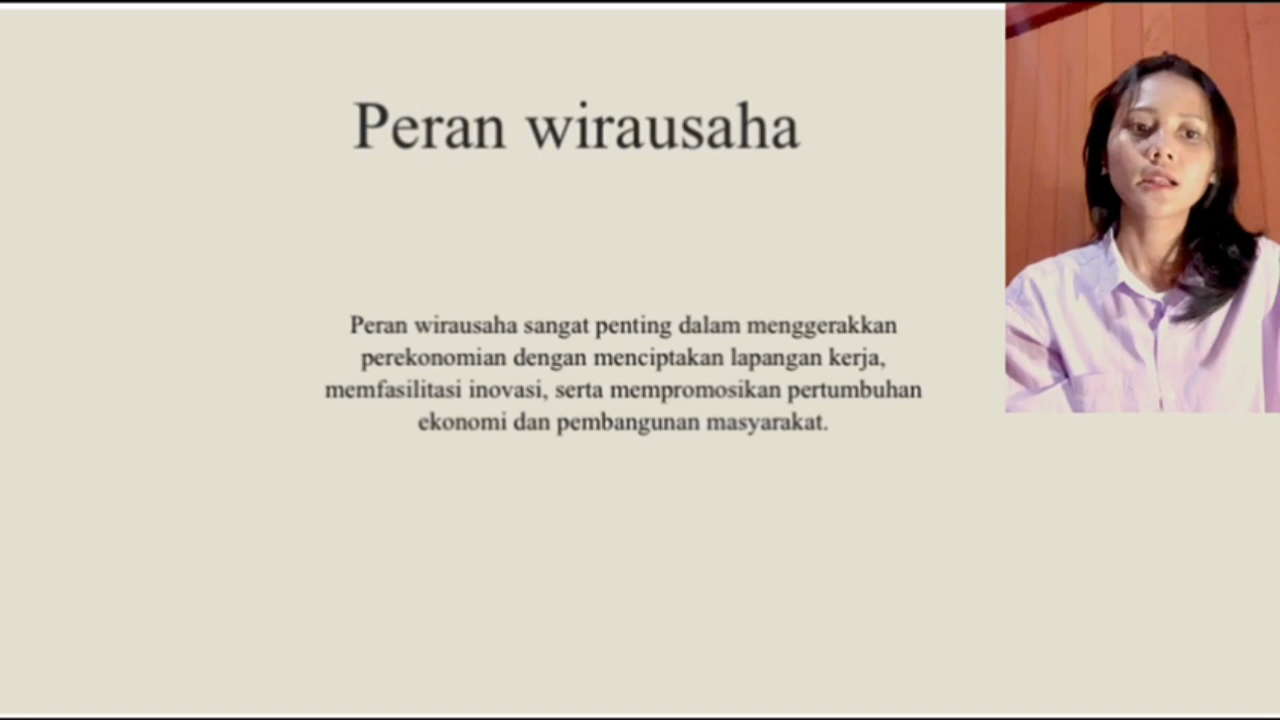 Peran wirausaha
Peran wirausaha sangat penting dalam menggerakkan
perekonomian dengan menciptakan lapangan kerja,
memfasilitasi inovasi, serta mempromosikan pertumbuhan
ekonomi dan pembangunan masyarakat.